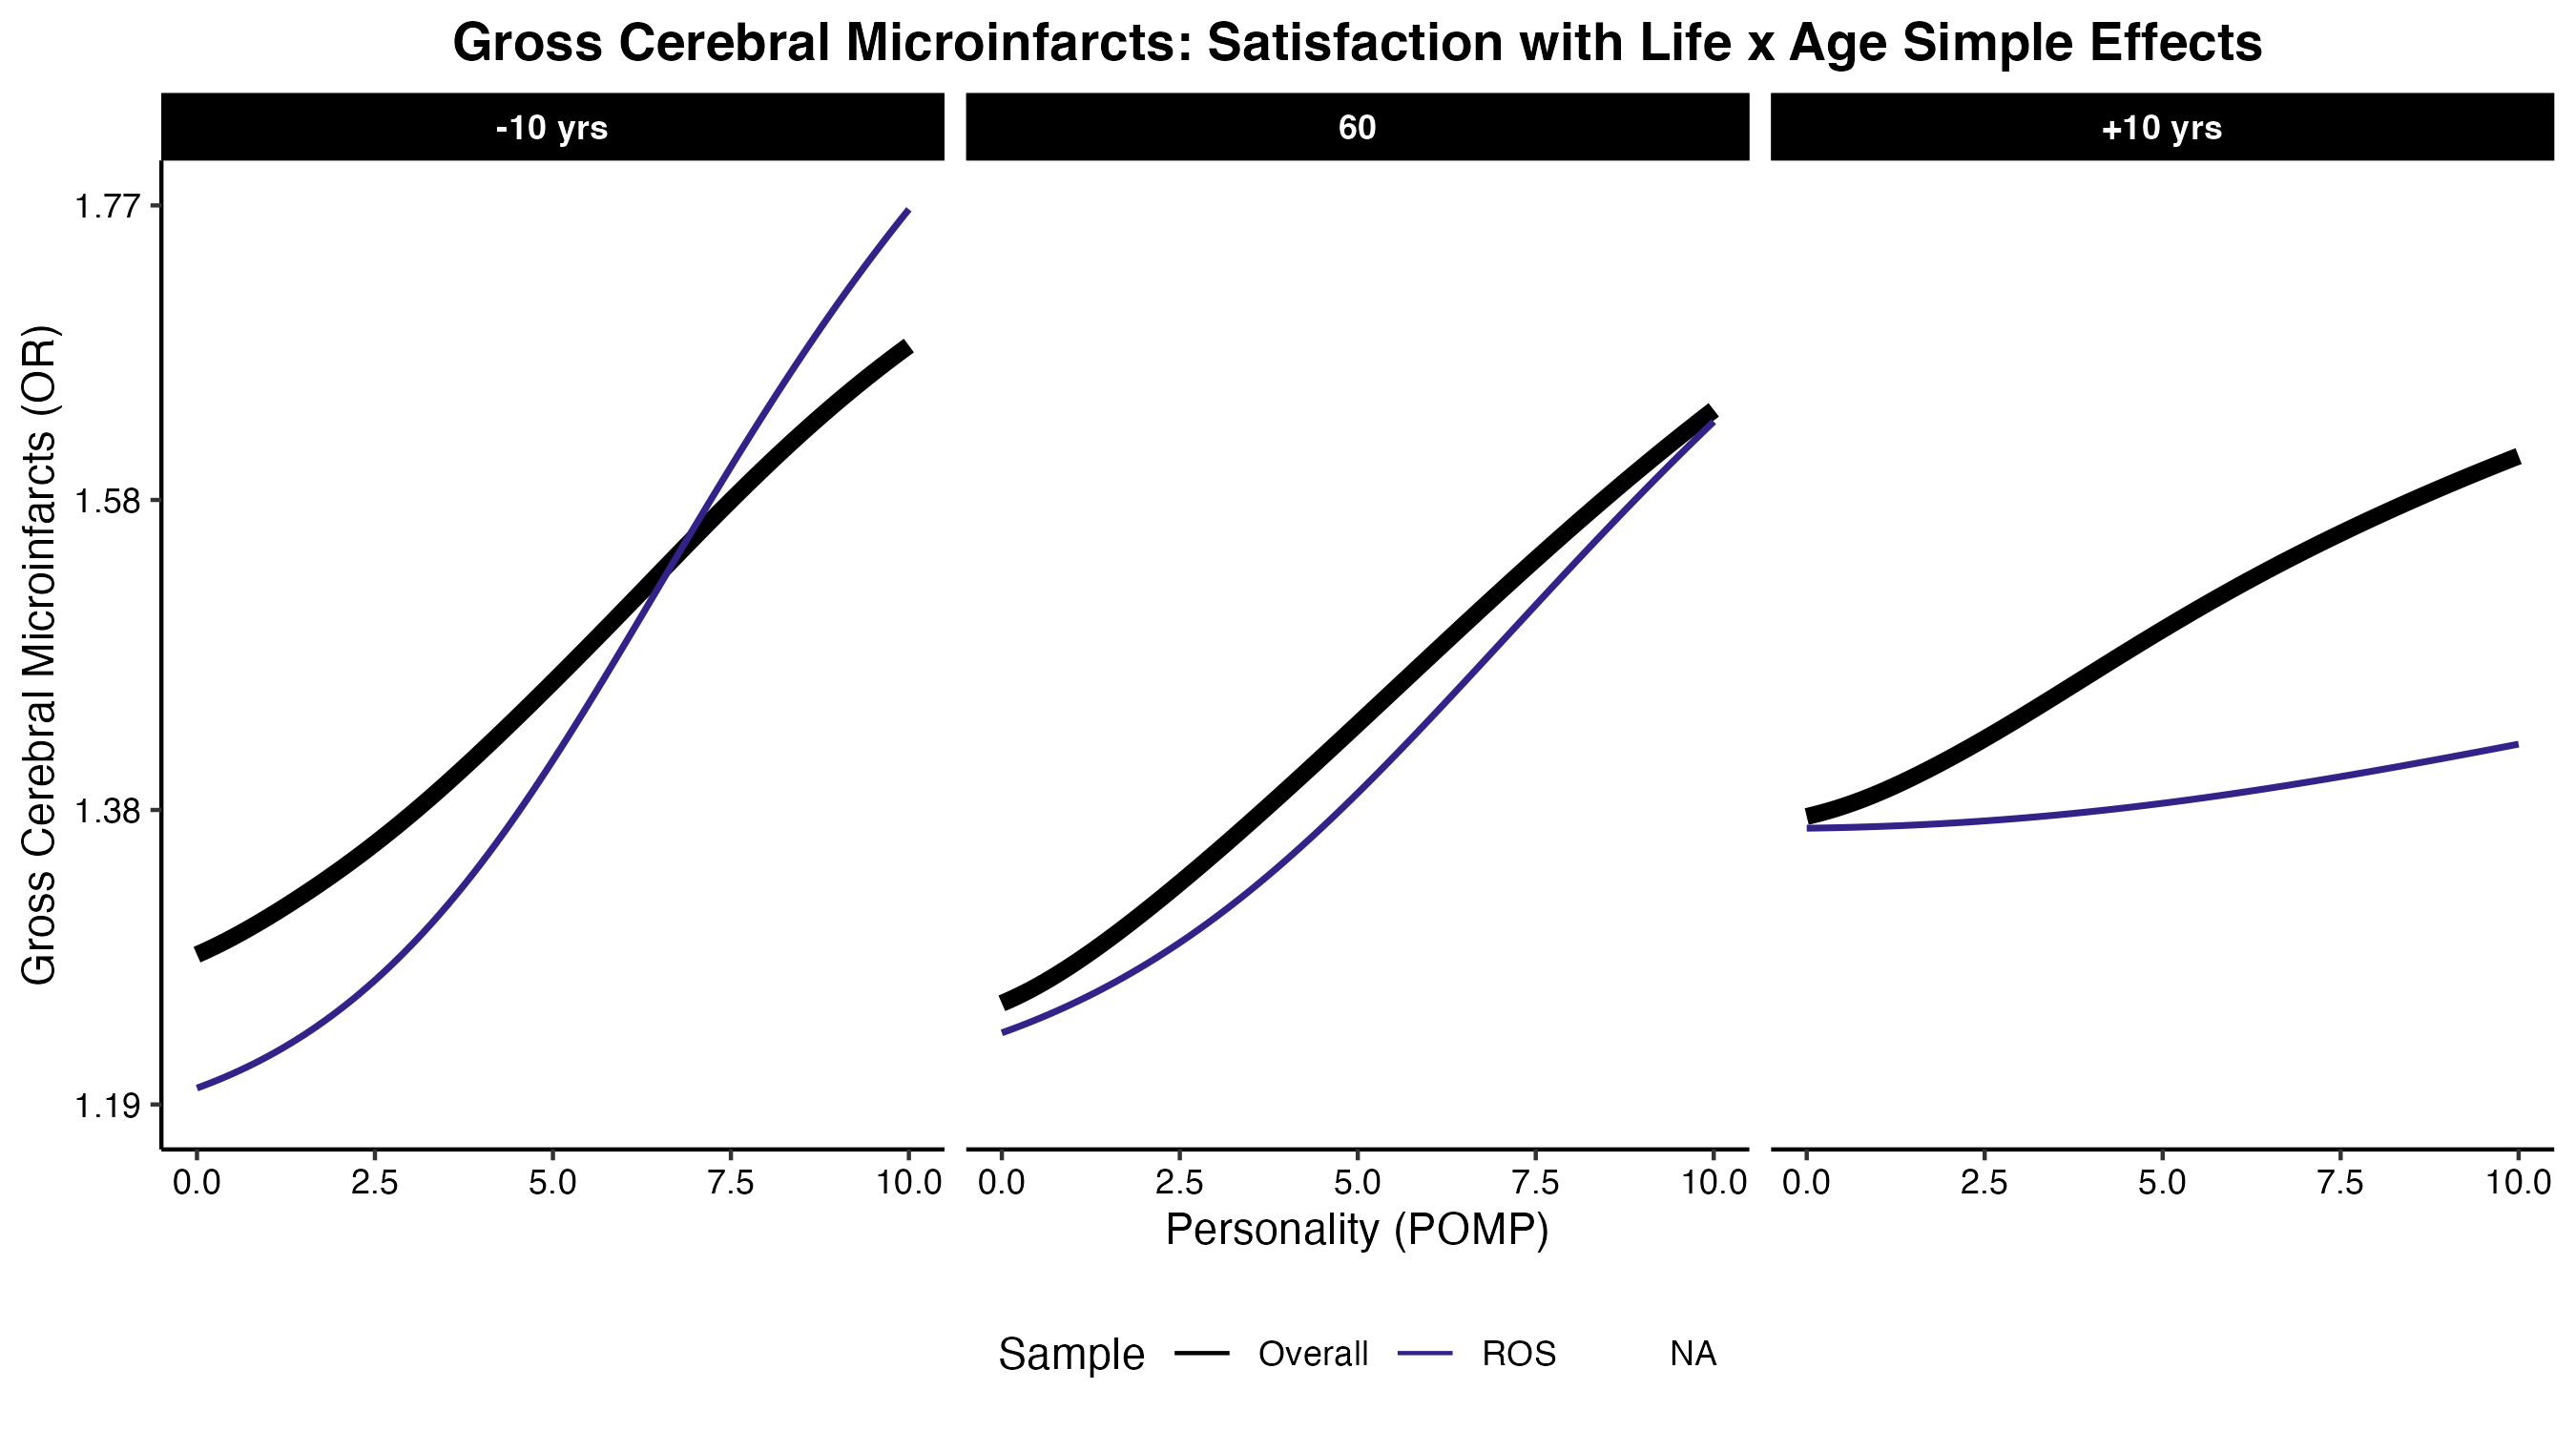 Gross Cerebral Microinfarcts: Satisfaction with Life x Age Simple Effects
-10 yrs
60
+10 yrs
Gross Cerebral Microinfarcts (OR)
1.77
1.58
1.38
1.19
0.0 2.5 5.0 7.5 10.0
0.0 2.5 5.0 7.5 10.0
0.0 2.5 5.0 7.5 10.0
Personality (POMP)
Sample Overall ROS NA